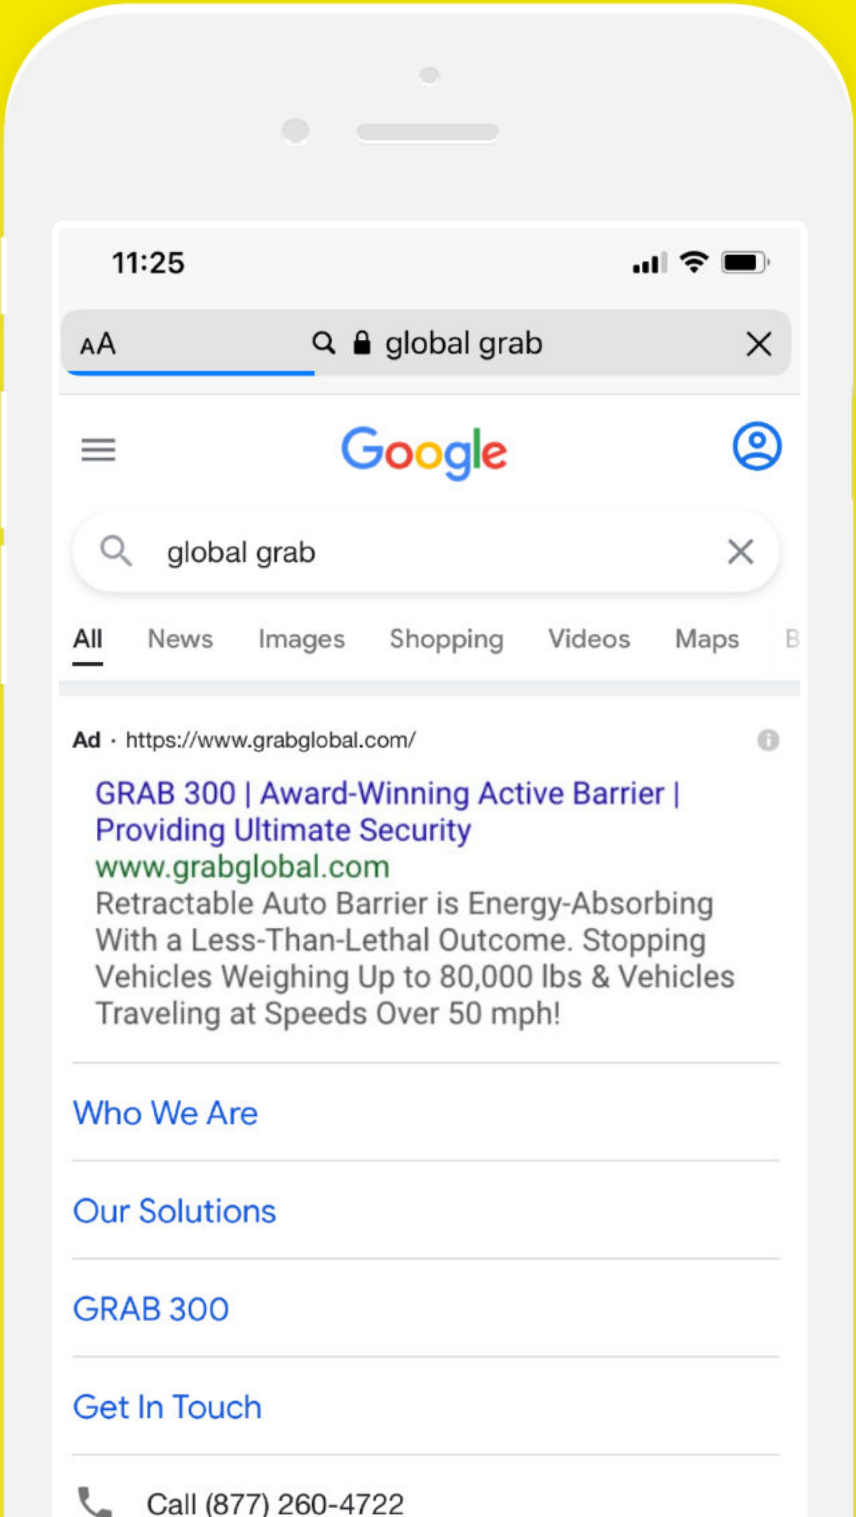 11:25
AA global grab
Google
global grab
All News Images Shopping Videos Maps B
Ad · https://www.grabglobal.com/
GRAB 300 | Award-Winning Active Barrier |
Providing Ultimate Security
www.grabglobal.com
Retractable Auto Barrier is Energy-Absorbing
With a Less-Than-Lethal Outcome. Stopping
Vehicles Weighing Up to 80,000 lbs & Vehicles
Traveling at Speeds Over 50 mph!
Who We Are
Our Solutions
GRAB 300
Get In Touch
Call (877) 260-4722